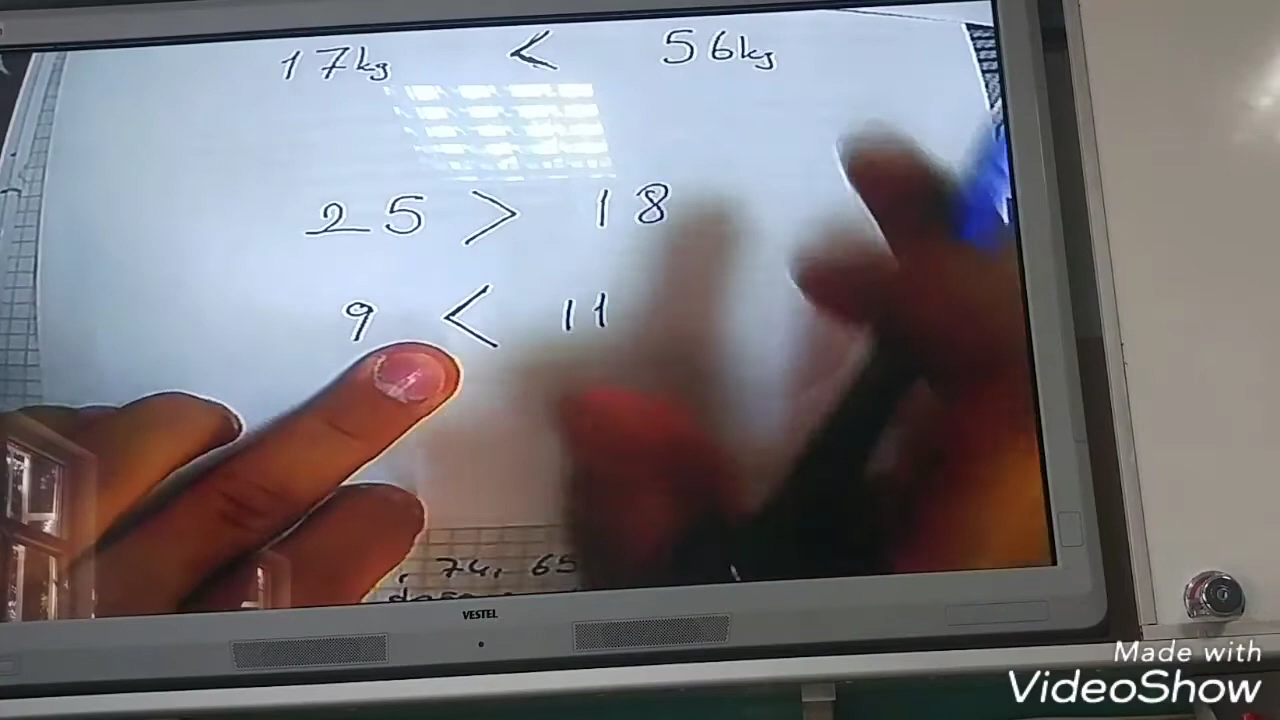 17kg < 56kg
25 > 18
9 < 11
, 74, 65
VESTEL
Made with
VideoShow